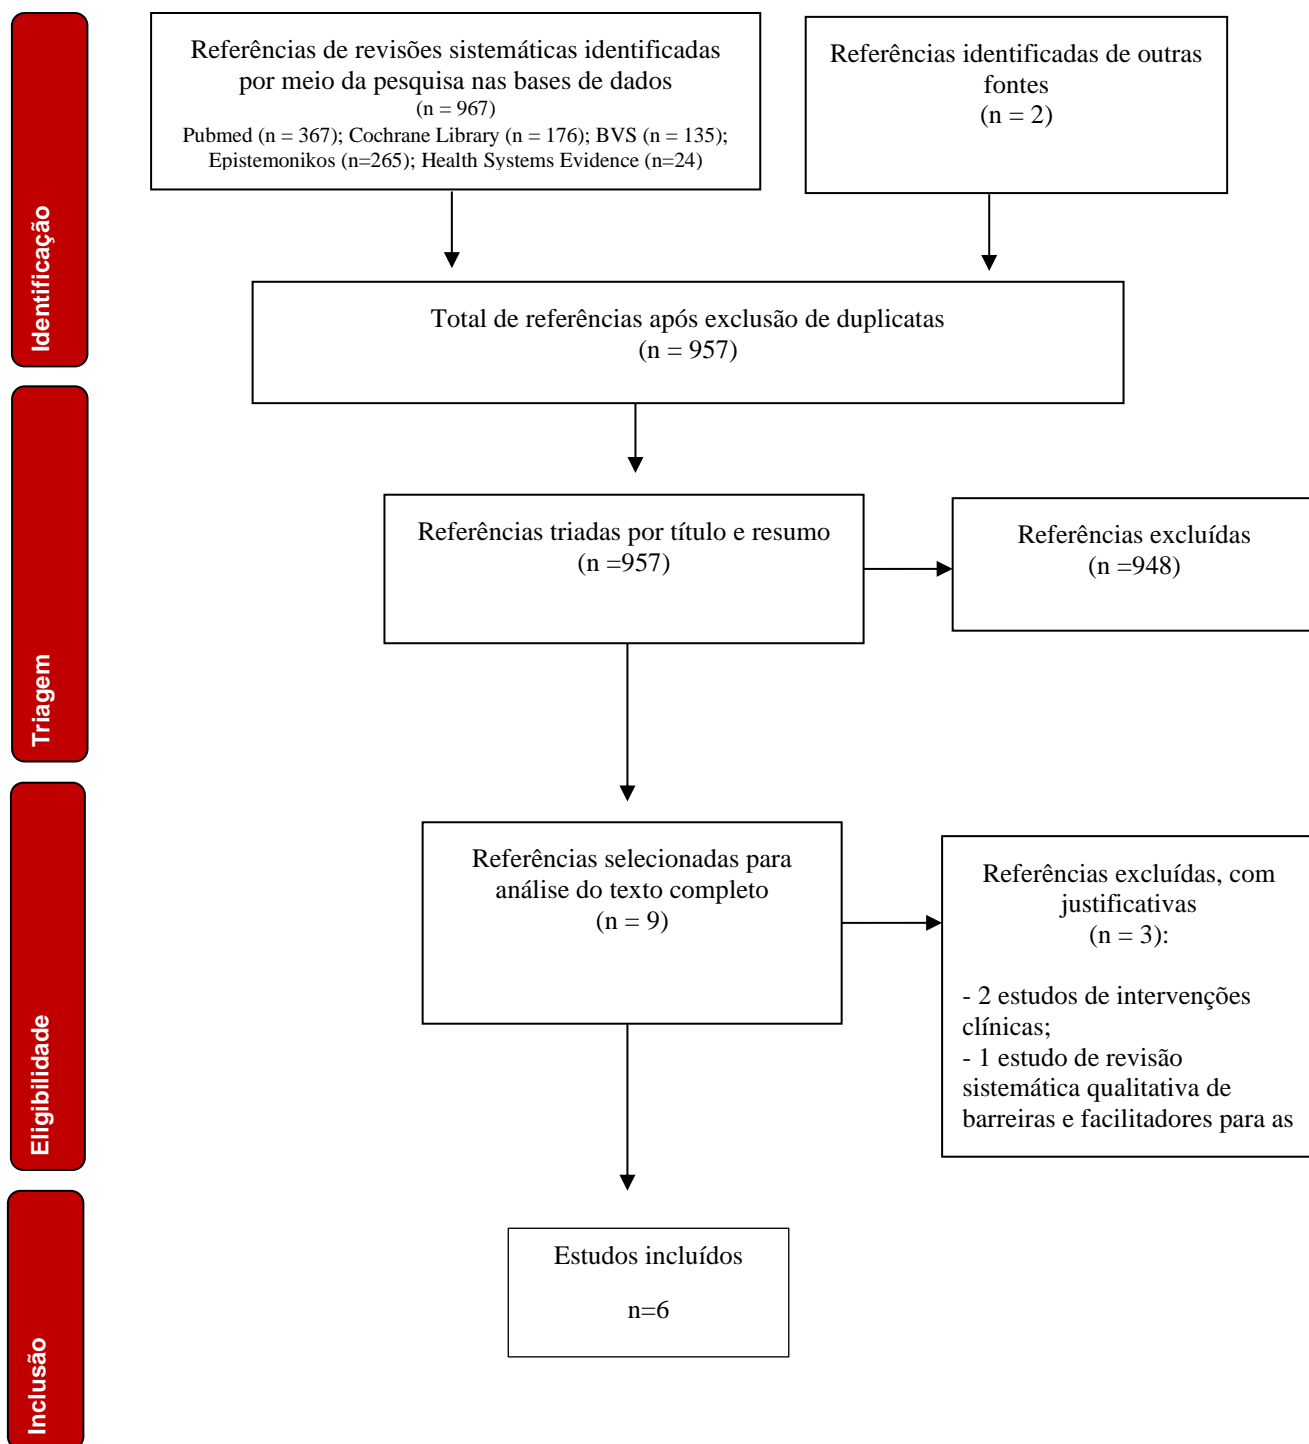 Identificação
Referências de revisões sistemáticas identificadas
por meio da pesquisa nas bases de dados
(n = 967)
Pubmed (n = 367); Cochrane Library (n = 176); BVS (n = 135);
Epistemonikos (n=265); Health Systems Evidence (n=24)
Referências identificadas de outras
fontes
(n = 2)
Total de referências após exclusão de duplicatas
(n = 957)
Triagem
Referências triadas por título e resumo
(n =957)
Referências excluídas
(n =948)
Eligibilidade
Referências selecionadas para
análise do texto completo
(n = 9)
Referências excluídas, com
justificativas
(n = 3):
- 2 estudos de intervenções
clínicas;
- 1 estudo de revisão
sistemática qualitativa de
barreiras e facilitadores para as
Inclusão
Estudos incluídos
n=6